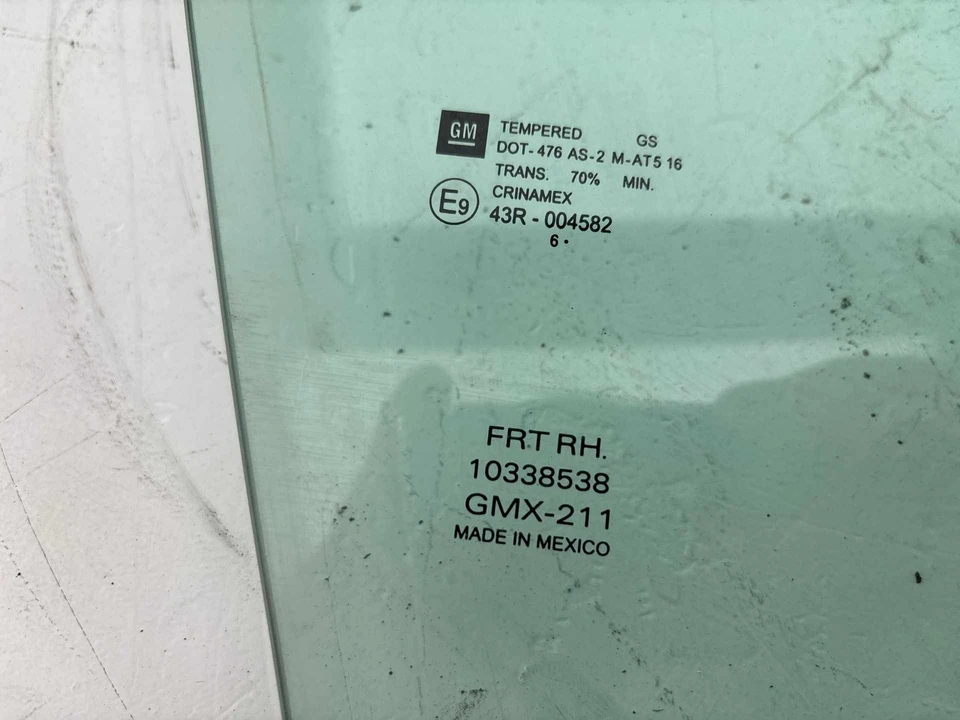 GM TEMPERED GS
DOT-476 AS-2 M-AT5 16
TRANS. 70% MIN.
CRINAMEX
E9 43R - 004582
6 •
FRT RH.
10338538
GMX-211
MADE IN MEXICO